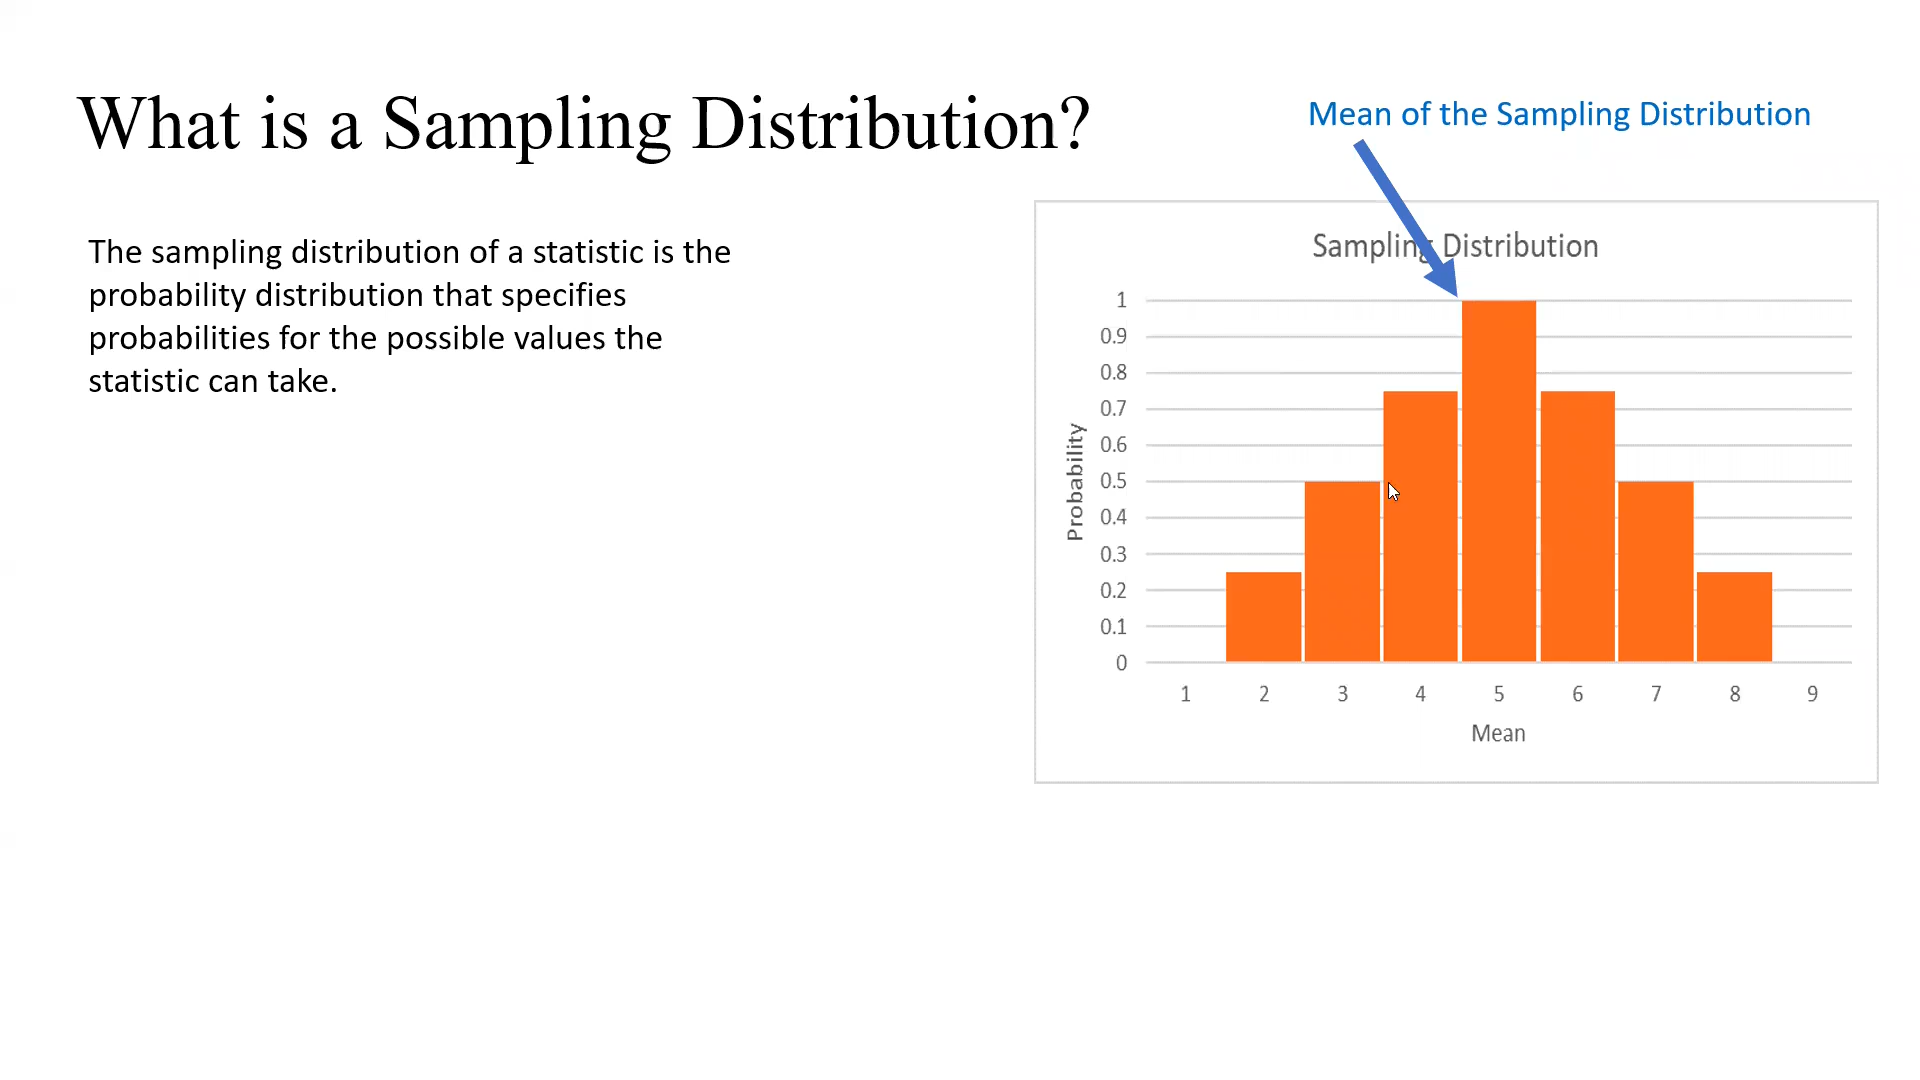 What is a Sampling Distribution?
Mean of the Sampling Distribution
The sampling distribution of a statistic is the
probability distribution that specifies
probabilities for the possible values the
statistic can take.
Sampling Distribution
Probability
1
0.9
0.8
0.7
0.6
0.5
0.4
0.3
0.2
0.1
0
1 2 3 4 5 6 7 8 9
Mean